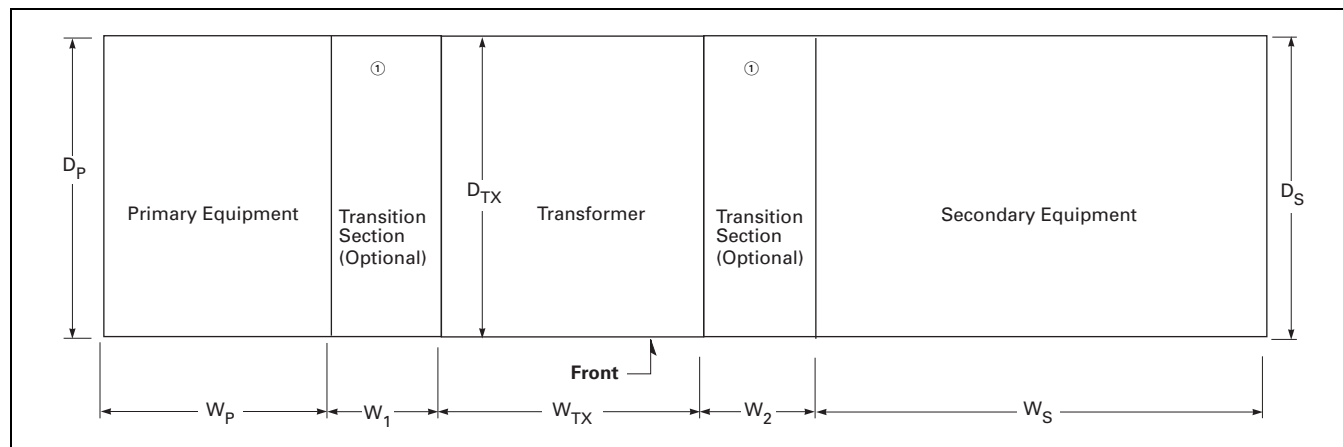 ①
①
D_P
D_TX
D_S
Primary Equipment
Transition
Section
(Optional)
Transformer
Transition
Section
(Optional)
Secondary Equipment
Front
W_P
W_1
W_TX
W_2
W_S